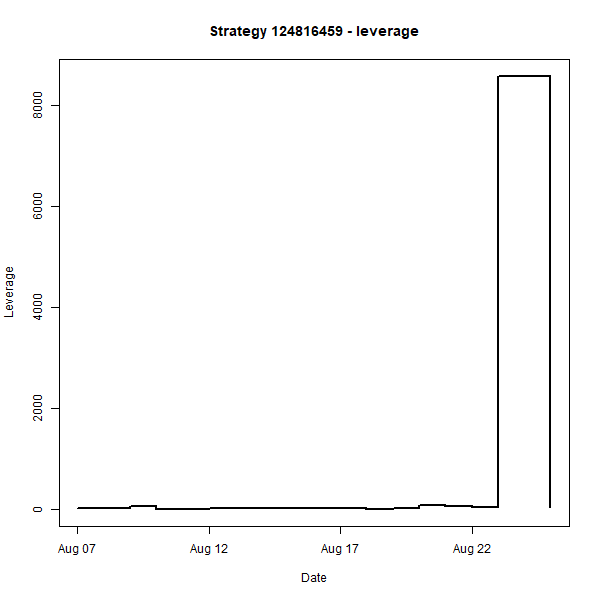 Strategy 124816459 - leverage
8000
6000
4000
2000
0
Leverage
Aug 07 Aug 12 Aug 17 Aug 22
Date